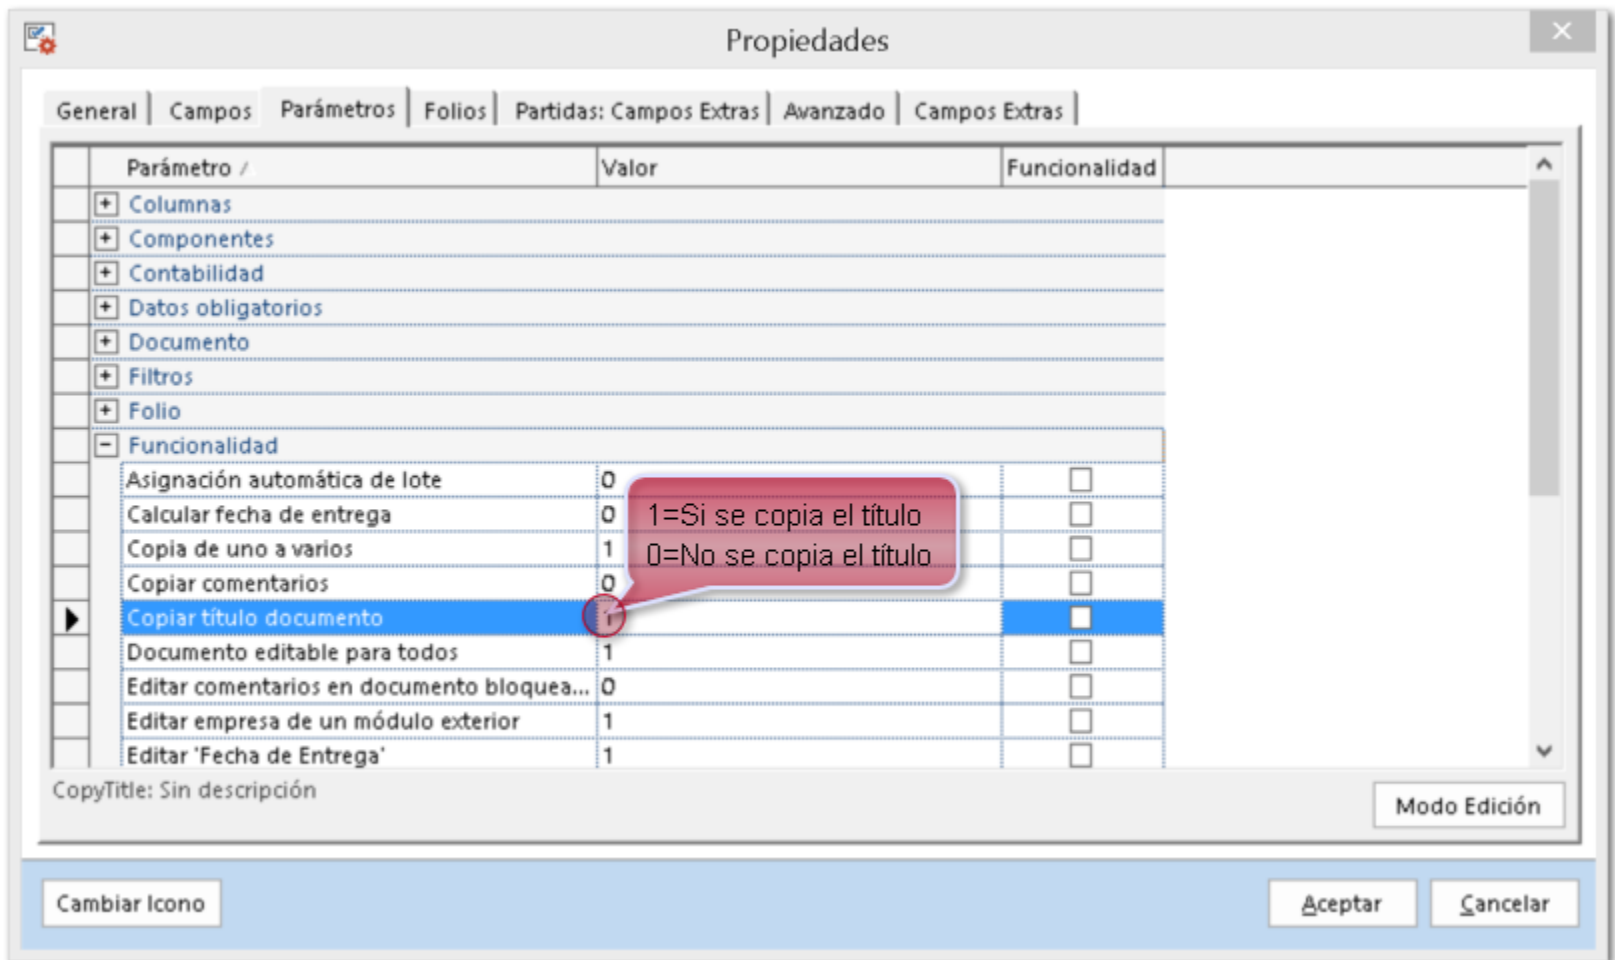 Propiedades
General Campos Parámetros Folios Partidas: Campos Extras Avanzado Campos Extras
Parámetro Valor Funcionalidad
Columnas
Componentes
Contabilidad
Datos obligatorios
Documento
Filtros
Folio
Funcionalidad
Asignación automática de lote 0
Calcular fecha de entrega 0
1=Si se copia el título
Copia de uno a varios 1
0=No se copia el título
Copiar comentarios 0
Copiar título documento 1
Documento editable para todos 1
Editar comentarios en documento bloquea... 0
Editar empresa de un módulo exterior 1
Editar 'Fecha de Entrega' 1
CopyTitle: Sin descripción
Modo Edición
Cambiar Icono Aceptar Cancelar